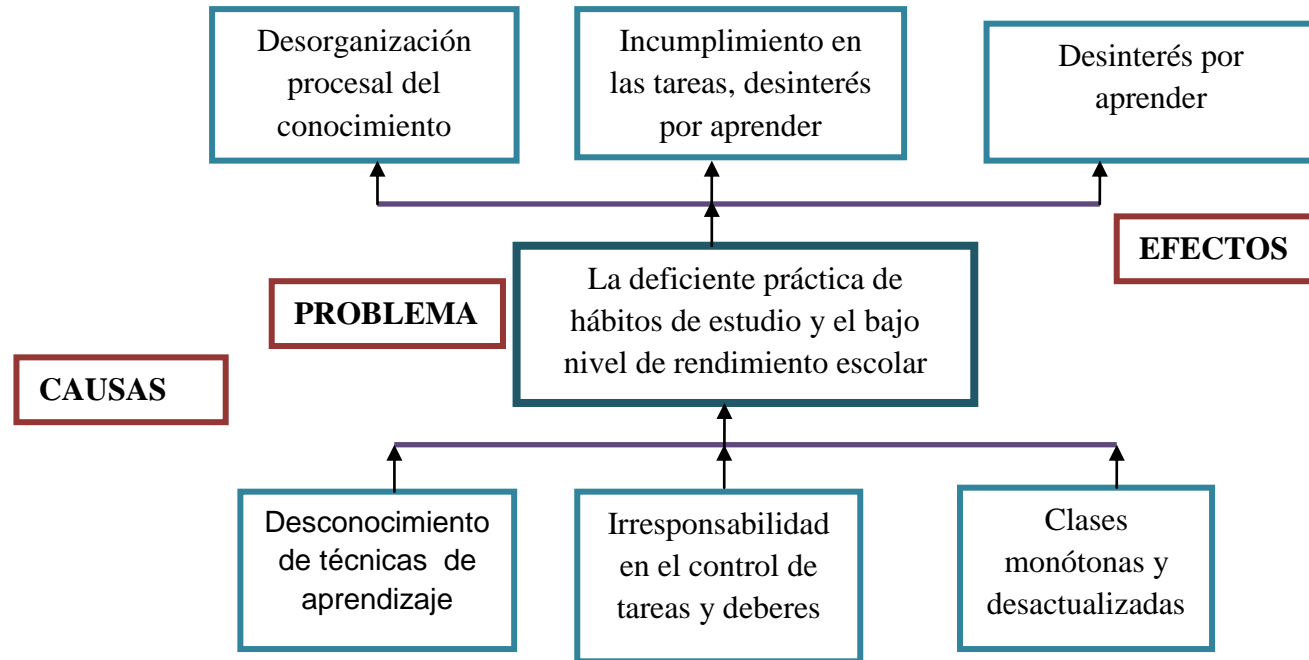 Desorganización
procesal del
conocimiento
Incumplimiento en
las tareas, desinterés
por aprender
Desinterés por
aprender
EFECTOS
PROBLEMA
La deficiente práctica de
hábitos de estudio y el bajo
nivel de rendimiento escolar
CAUSAS
Desconocimiento
de técnicas de
aprendizaje
Irresponsabilidad
en el control de
tareas y deberes
Clases
monótonas y
desactualizadas